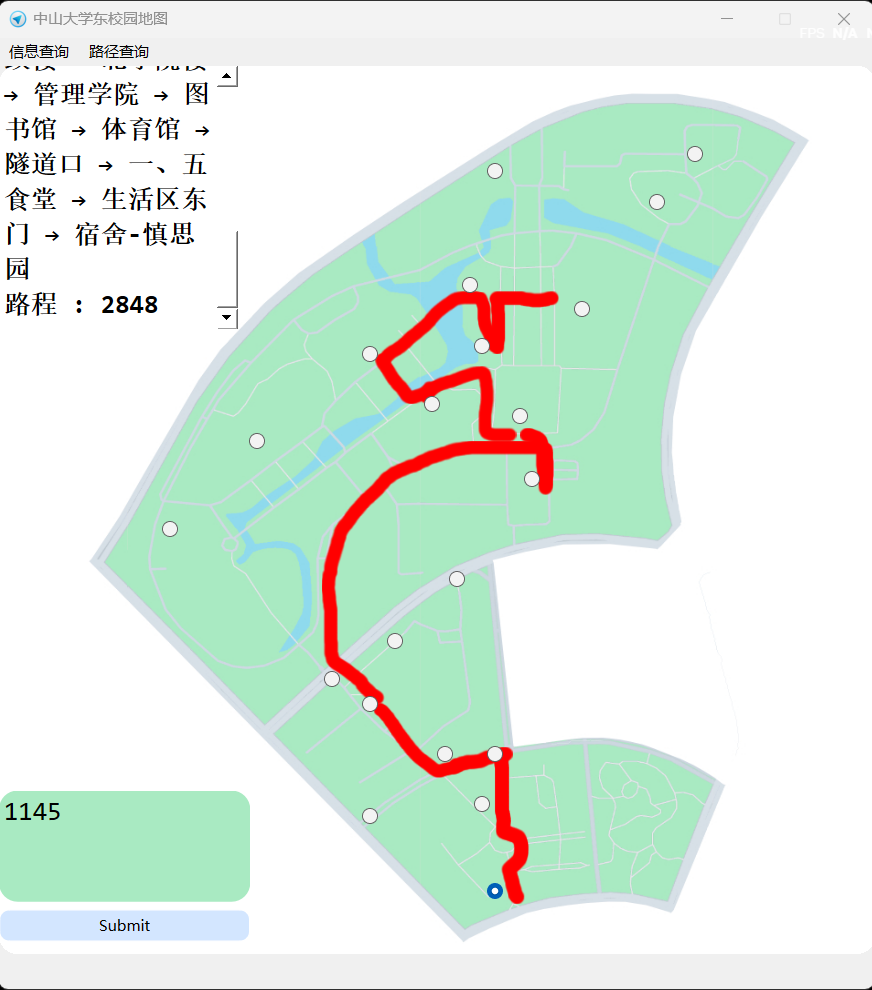 中山大学东校园地图
FPS N/A
信息查询 路径查询
→ 管理学院 → 图
书馆 → 体育馆 →
隧道口 → 一、五
食堂 → 生活区东
门 → 宿舍-慎思
园
路程 : 2848
1145
Submit